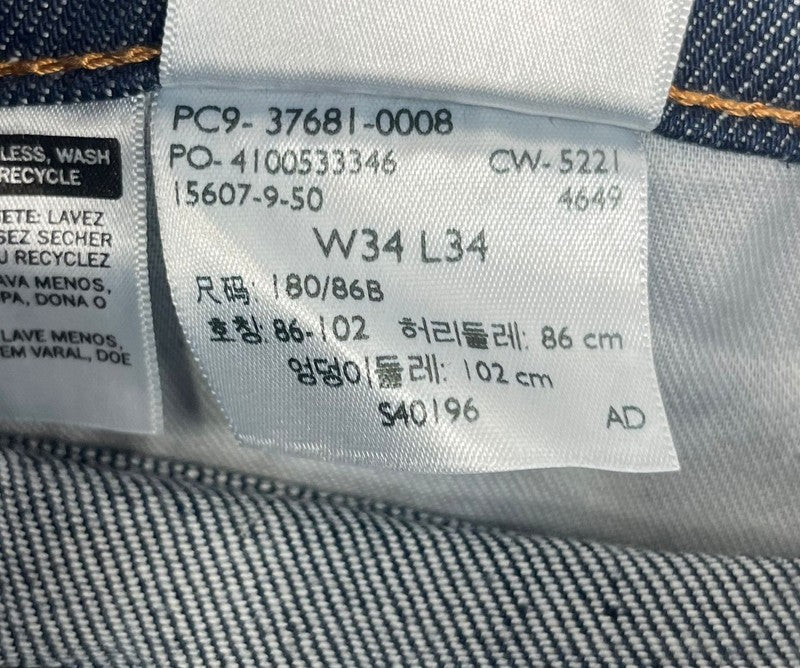 LESS, WASH
RECYCLE
ETE: LAVEZ
SEZ SECHER
U RECYCLEZ
AVA MENOS,
PA, DONA O
LAVE MENOS,
EM VARAL, DOE
PC9- 37681-0008
PO- 4100533346 CW- 5221
15607-9-50 4649
W34 L34
尺码: 180/86B
호칭: 86-102 허리둘레: 86 cm
엉덩이둘레: 102 cm
S40196 AD